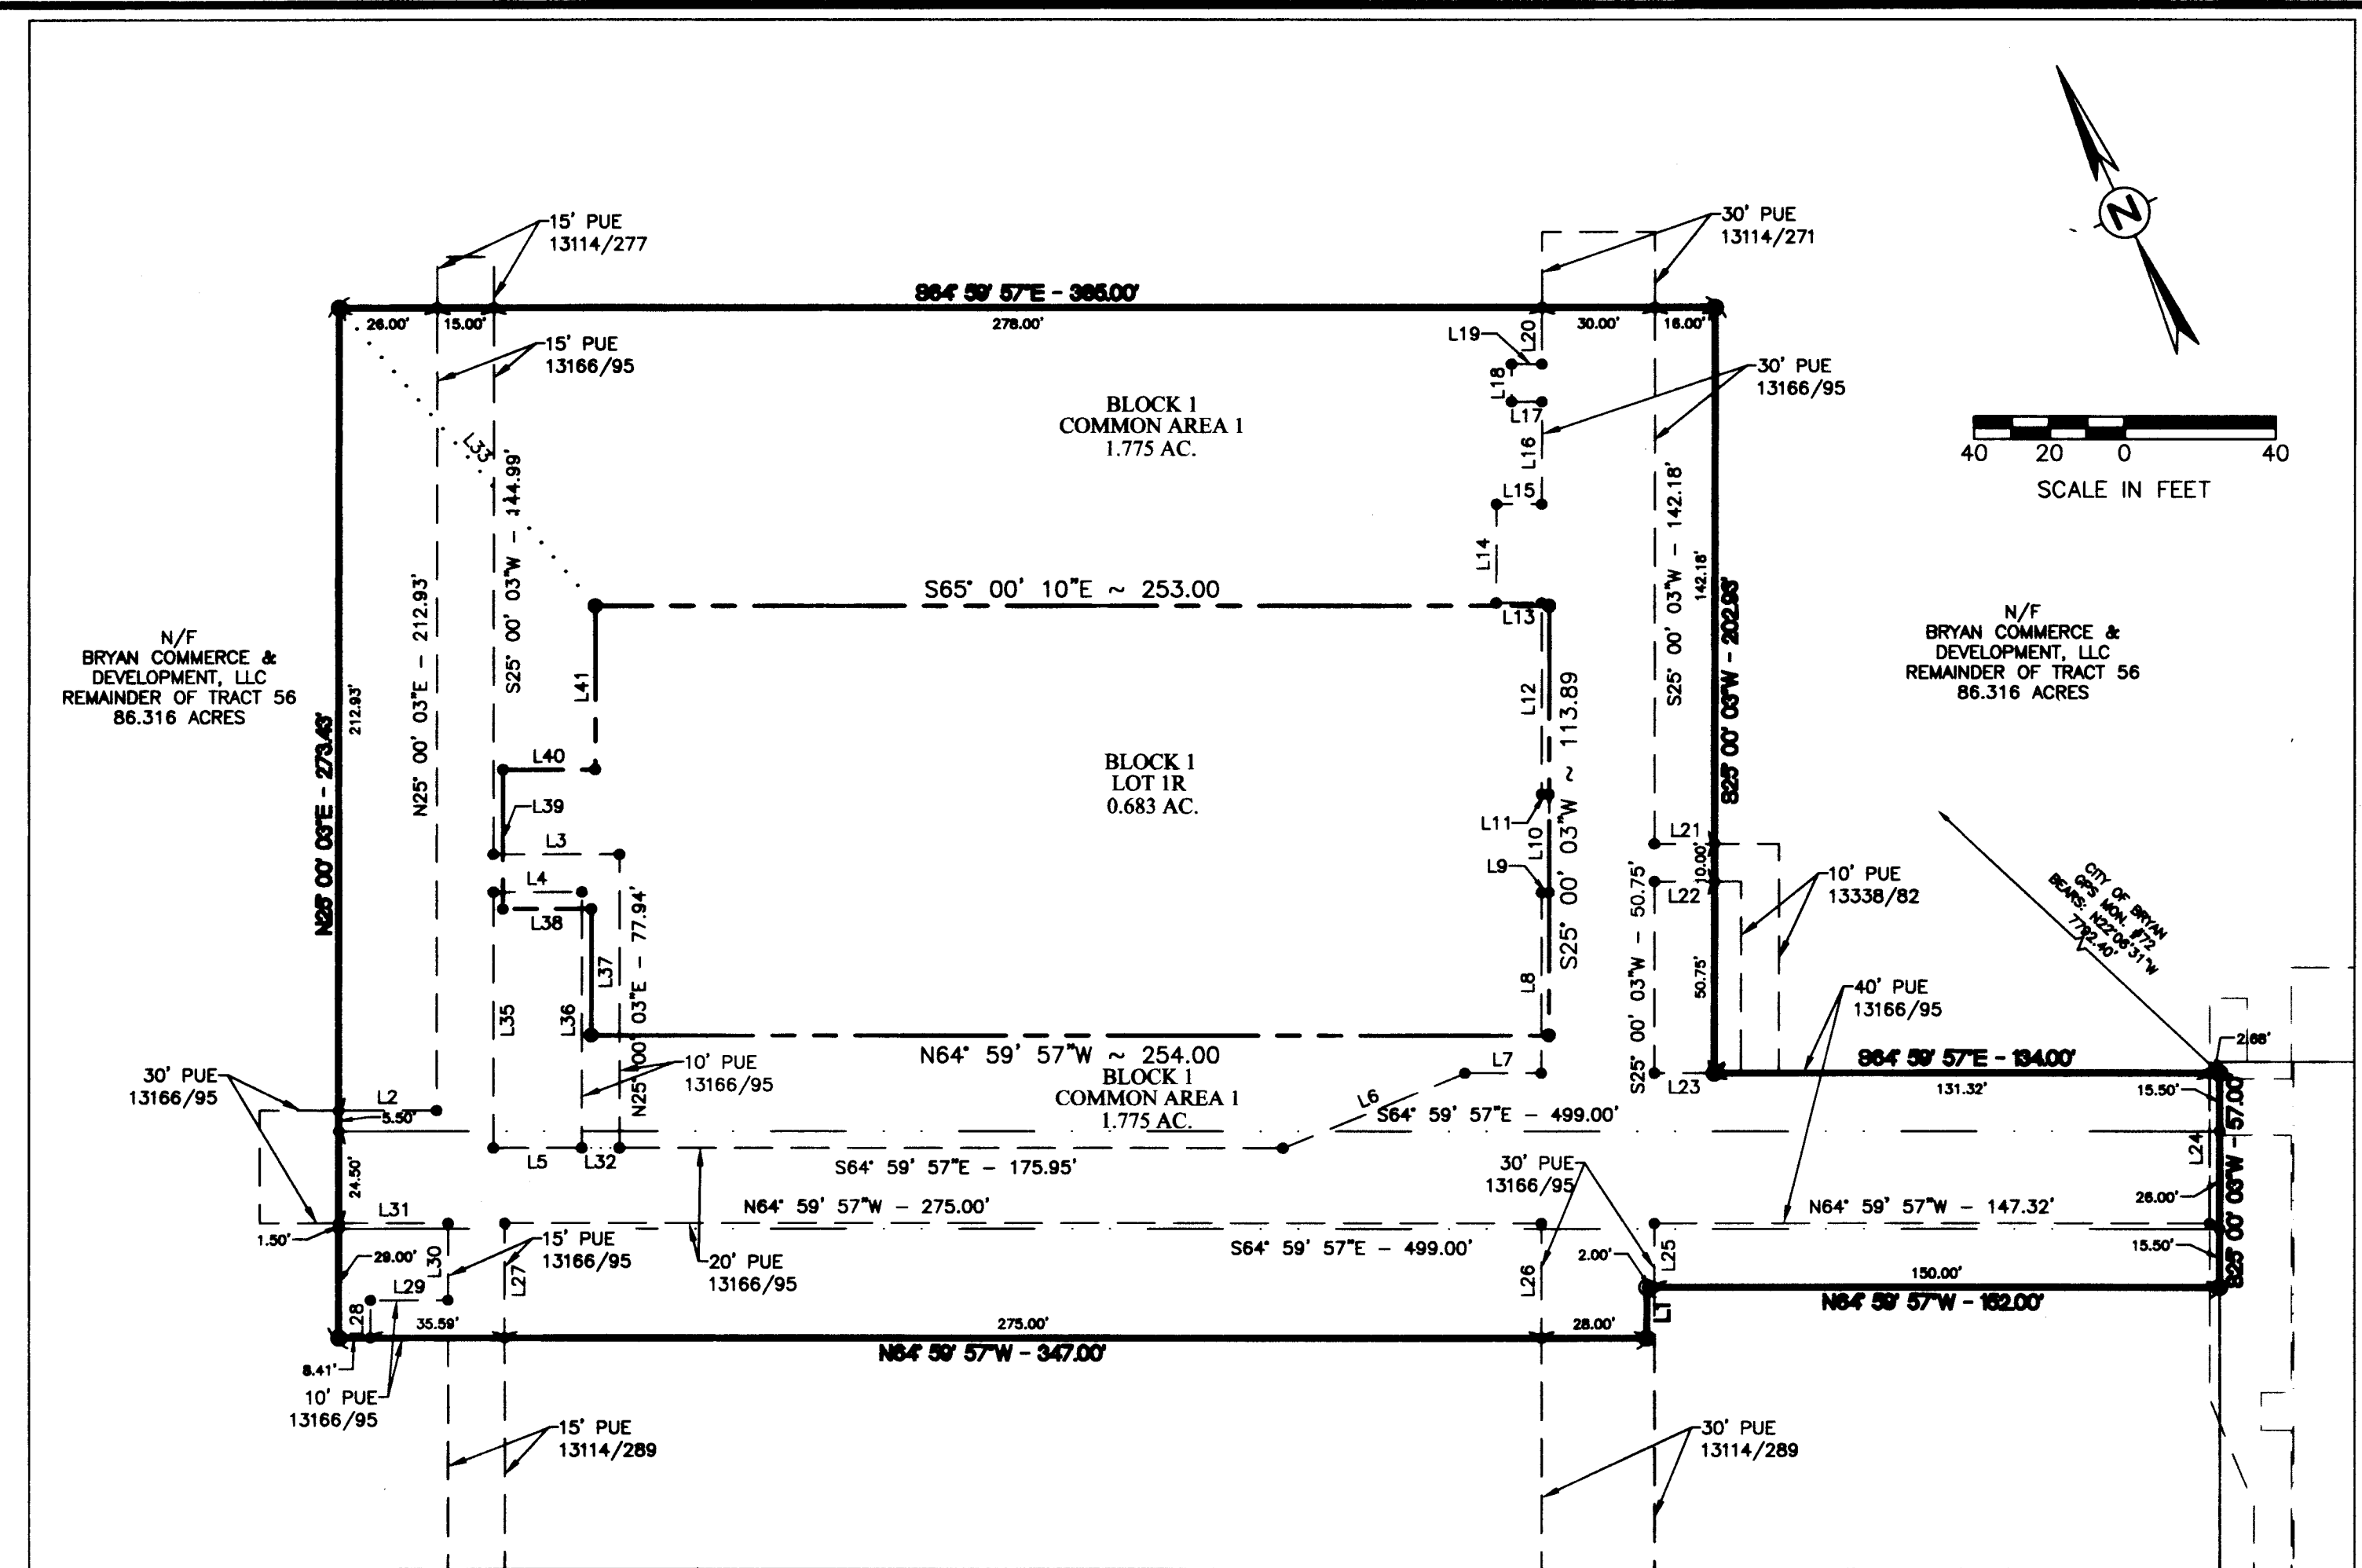 15' PUE
13114/277
30' PUE
13114/271
N
S64° 59' 57"E - 365.00'
26.00'
15.00'
278.00'
30.00'
16.00'
15' PUE
13166/95
L19
L20
L18
L17
30' PUE
13166/95
BLOCK 1
COMMON AREA 1
1.775 AC.
L33
L16
40 20 0 40
SCALE IN FEET
S25° 00' 03"W - 144.99'
S25° 00' 03"W - 142.18'
L15
L14
142.18'
S25° 00' 03"W - 202.93'
N25° 00' 03"E - 212.93'
S65° 00' 10"E ~ 253.00
L13
N/F
BRYAN COMMERCE &
DEVELOPMENT, LLC
REMAINDER OF TRACT 56
86.316 ACRES
N/F
BRYAN COMMERCE &
DEVELOPMENT, LLC
REMAINDER OF TRACT 56
86.316 ACRES
N25° 00' 03"E - 273.43'
212.93'
L41
L12
S25° 00' 03"W ~ 113.89
L40
BLOCK 1
LOT 1R
0.683 AC.
L39
L11
L10
L3
L21
10.00'
L9
L4
L22
10' PUE
13338/82
CITY OF BRYAN
GPS MON. #72
BEARS: N22°06'31"W
7792.40'
L38
N25° 00' 03"E - 77.94'
L37
L35
L36
L8
S25° 00' 03"W - 50.75'
50.75'
40' PUE
13166/95
N64° 59' 57"W ~ 254.00
BLOCK 1
COMMON AREA 1
1.775 AC.
10' PUE
13166/95
L7
L23
S64° 59' 57"E - 134.00'
2.68'
131.32'
15.50'
30' PUE
13166/95
L2
5.50'
L6
S64° 59' 57"E - 499.00'
L24
S25° 00' 03"W - 57.00'
24.50'
L5
L32
S64° 59' 57"E - 175.95'
30' PUE
13166/95
26.00'
N64° 59' 57"W - 275.00'
N64° 59' 57"W - 147.32'
L31
1.50'
29.00'
L30
15' PUE
13166/95
L27
20' PUE
13166/95
S64° 59' 57"E - 499.00'
L26
2.00'
L25
15.50'
L29
L28
35.59'
275.00'
28.00'
L1
150.00'
N64° 59' 57"W - 152.00'
N64° 59' 57"W - 347.00'
8.41'
10' PUE
13166/95
15' PUE
13114/289
30' PUE
13114/289